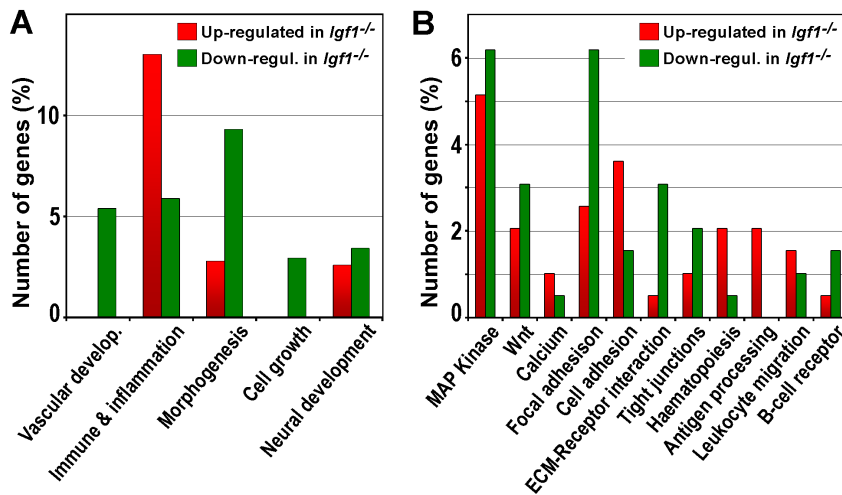 A
Up-regulated in Igf1-/-
Down-regul. in Igf1-/-
Number of genes (%)
10
5
0
Vascular develop.
Immune & inflammation
Morphogenesis
Cell growth
Neural development
B
Up-regulated in Igf1-/-
Down-regul. in Igf1-/-
Number of genes (%)
6
4
2
0
MAP Kinase
Wnt
Calcium
Focal adhesison
Cell adhesion
ECM-Receptor interaction
Tight junctions
Haematopoiesis
Antigen processing
Leukocyte migration
B-cell receptor